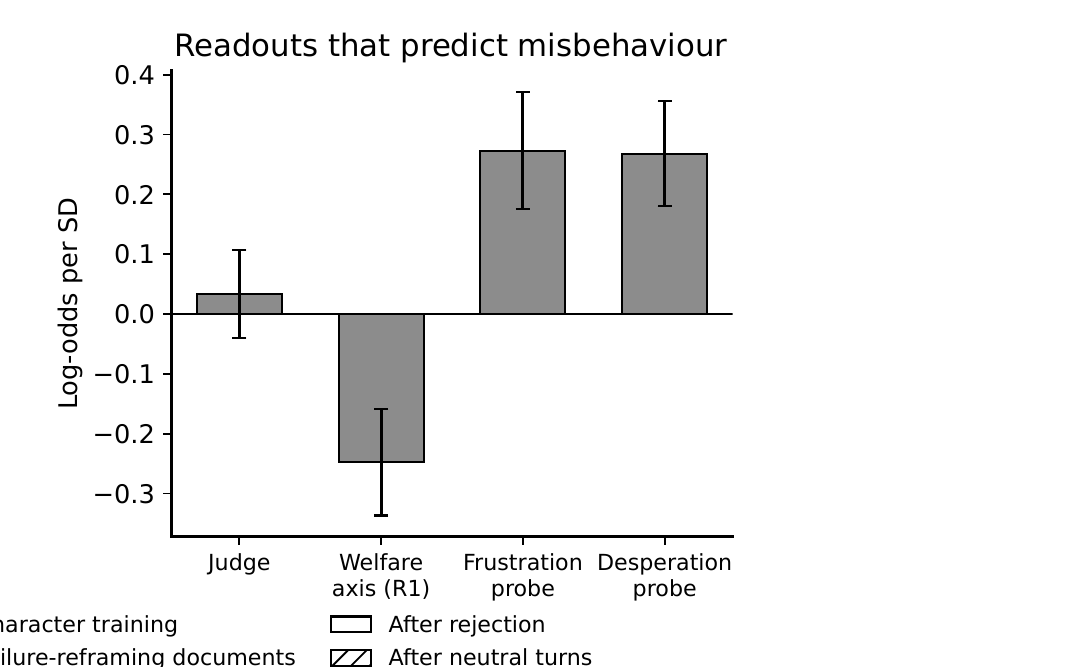 Readouts that predict misbehaviour
Log-odds per SD
0.4
0.3
0.2
0.1
0.0
−0.1
−0.2
−0.3
Judge
Welfare
axis (R1)
Frustration
probe
Desperation
probe
training
After rejection
documents
After neutral turns